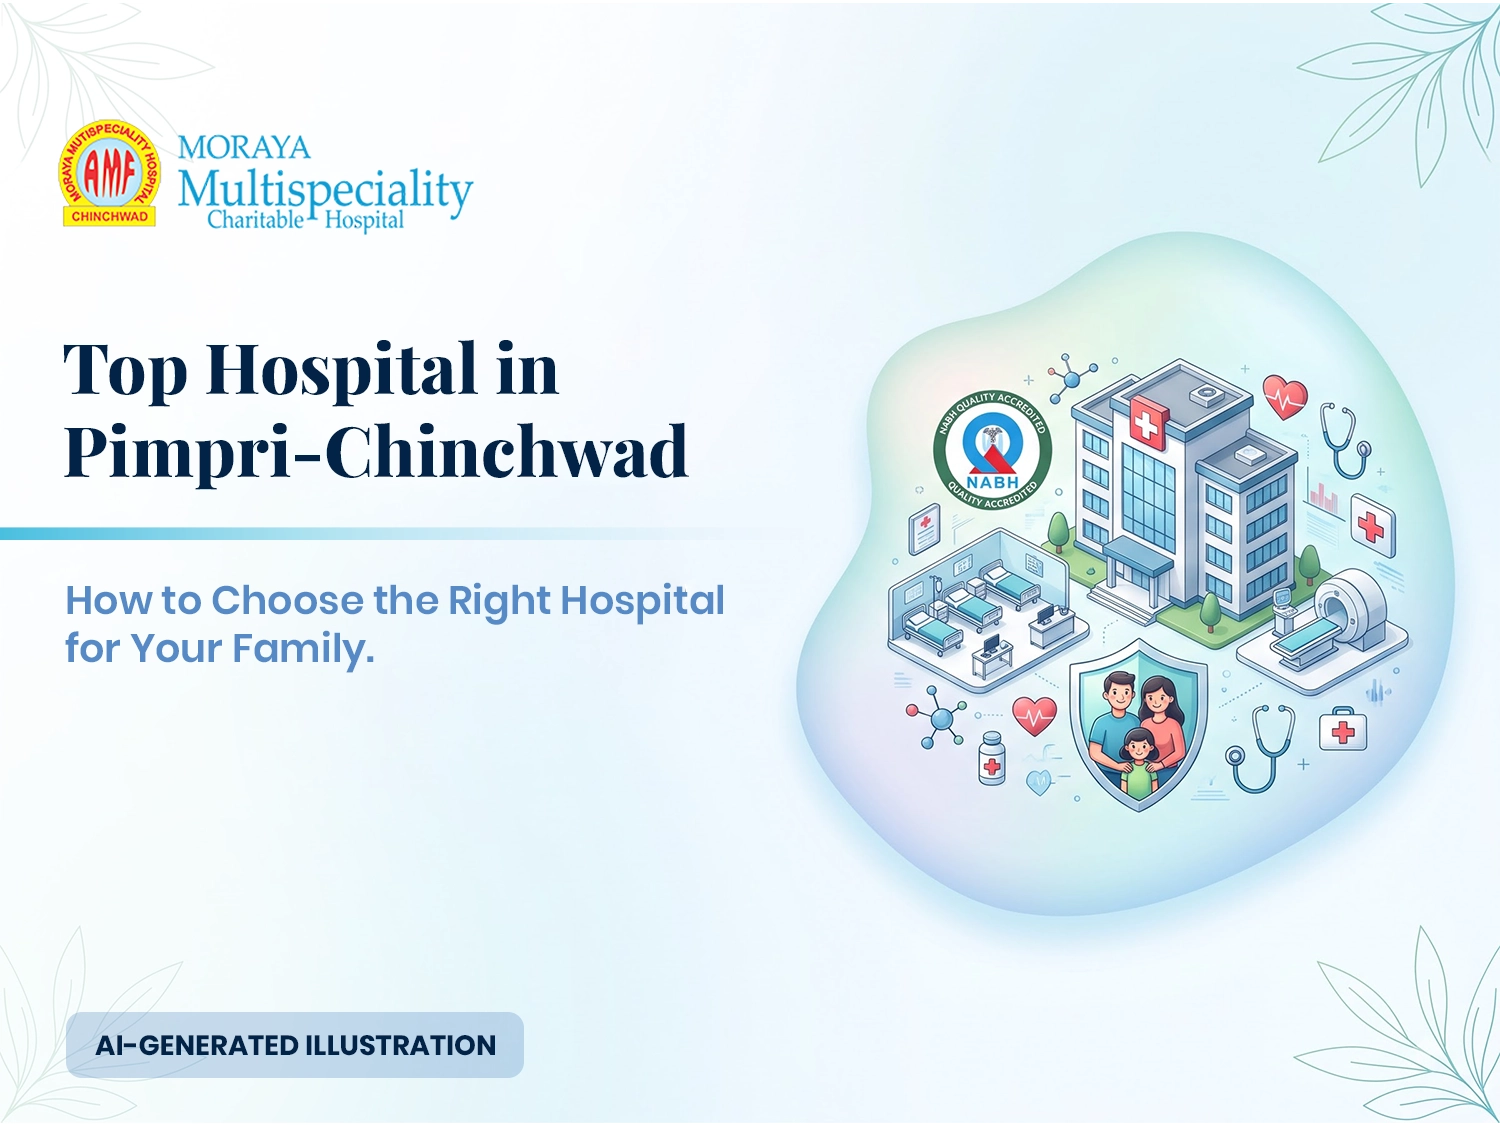 MORAYA MUTISPECIALITY HOSPITAL
AMF
CHINCHWAD
MORAYA
Multispeciality
Charitable Hospital
Top Hospital in
Pimpri-Chinchwad
How to Choose the Right Hospital
for Your Family.
NABH QUALITY ACCREDITED
NABH
QUALITY ACCREDITED
AI-GENERATED ILLUSTRATION